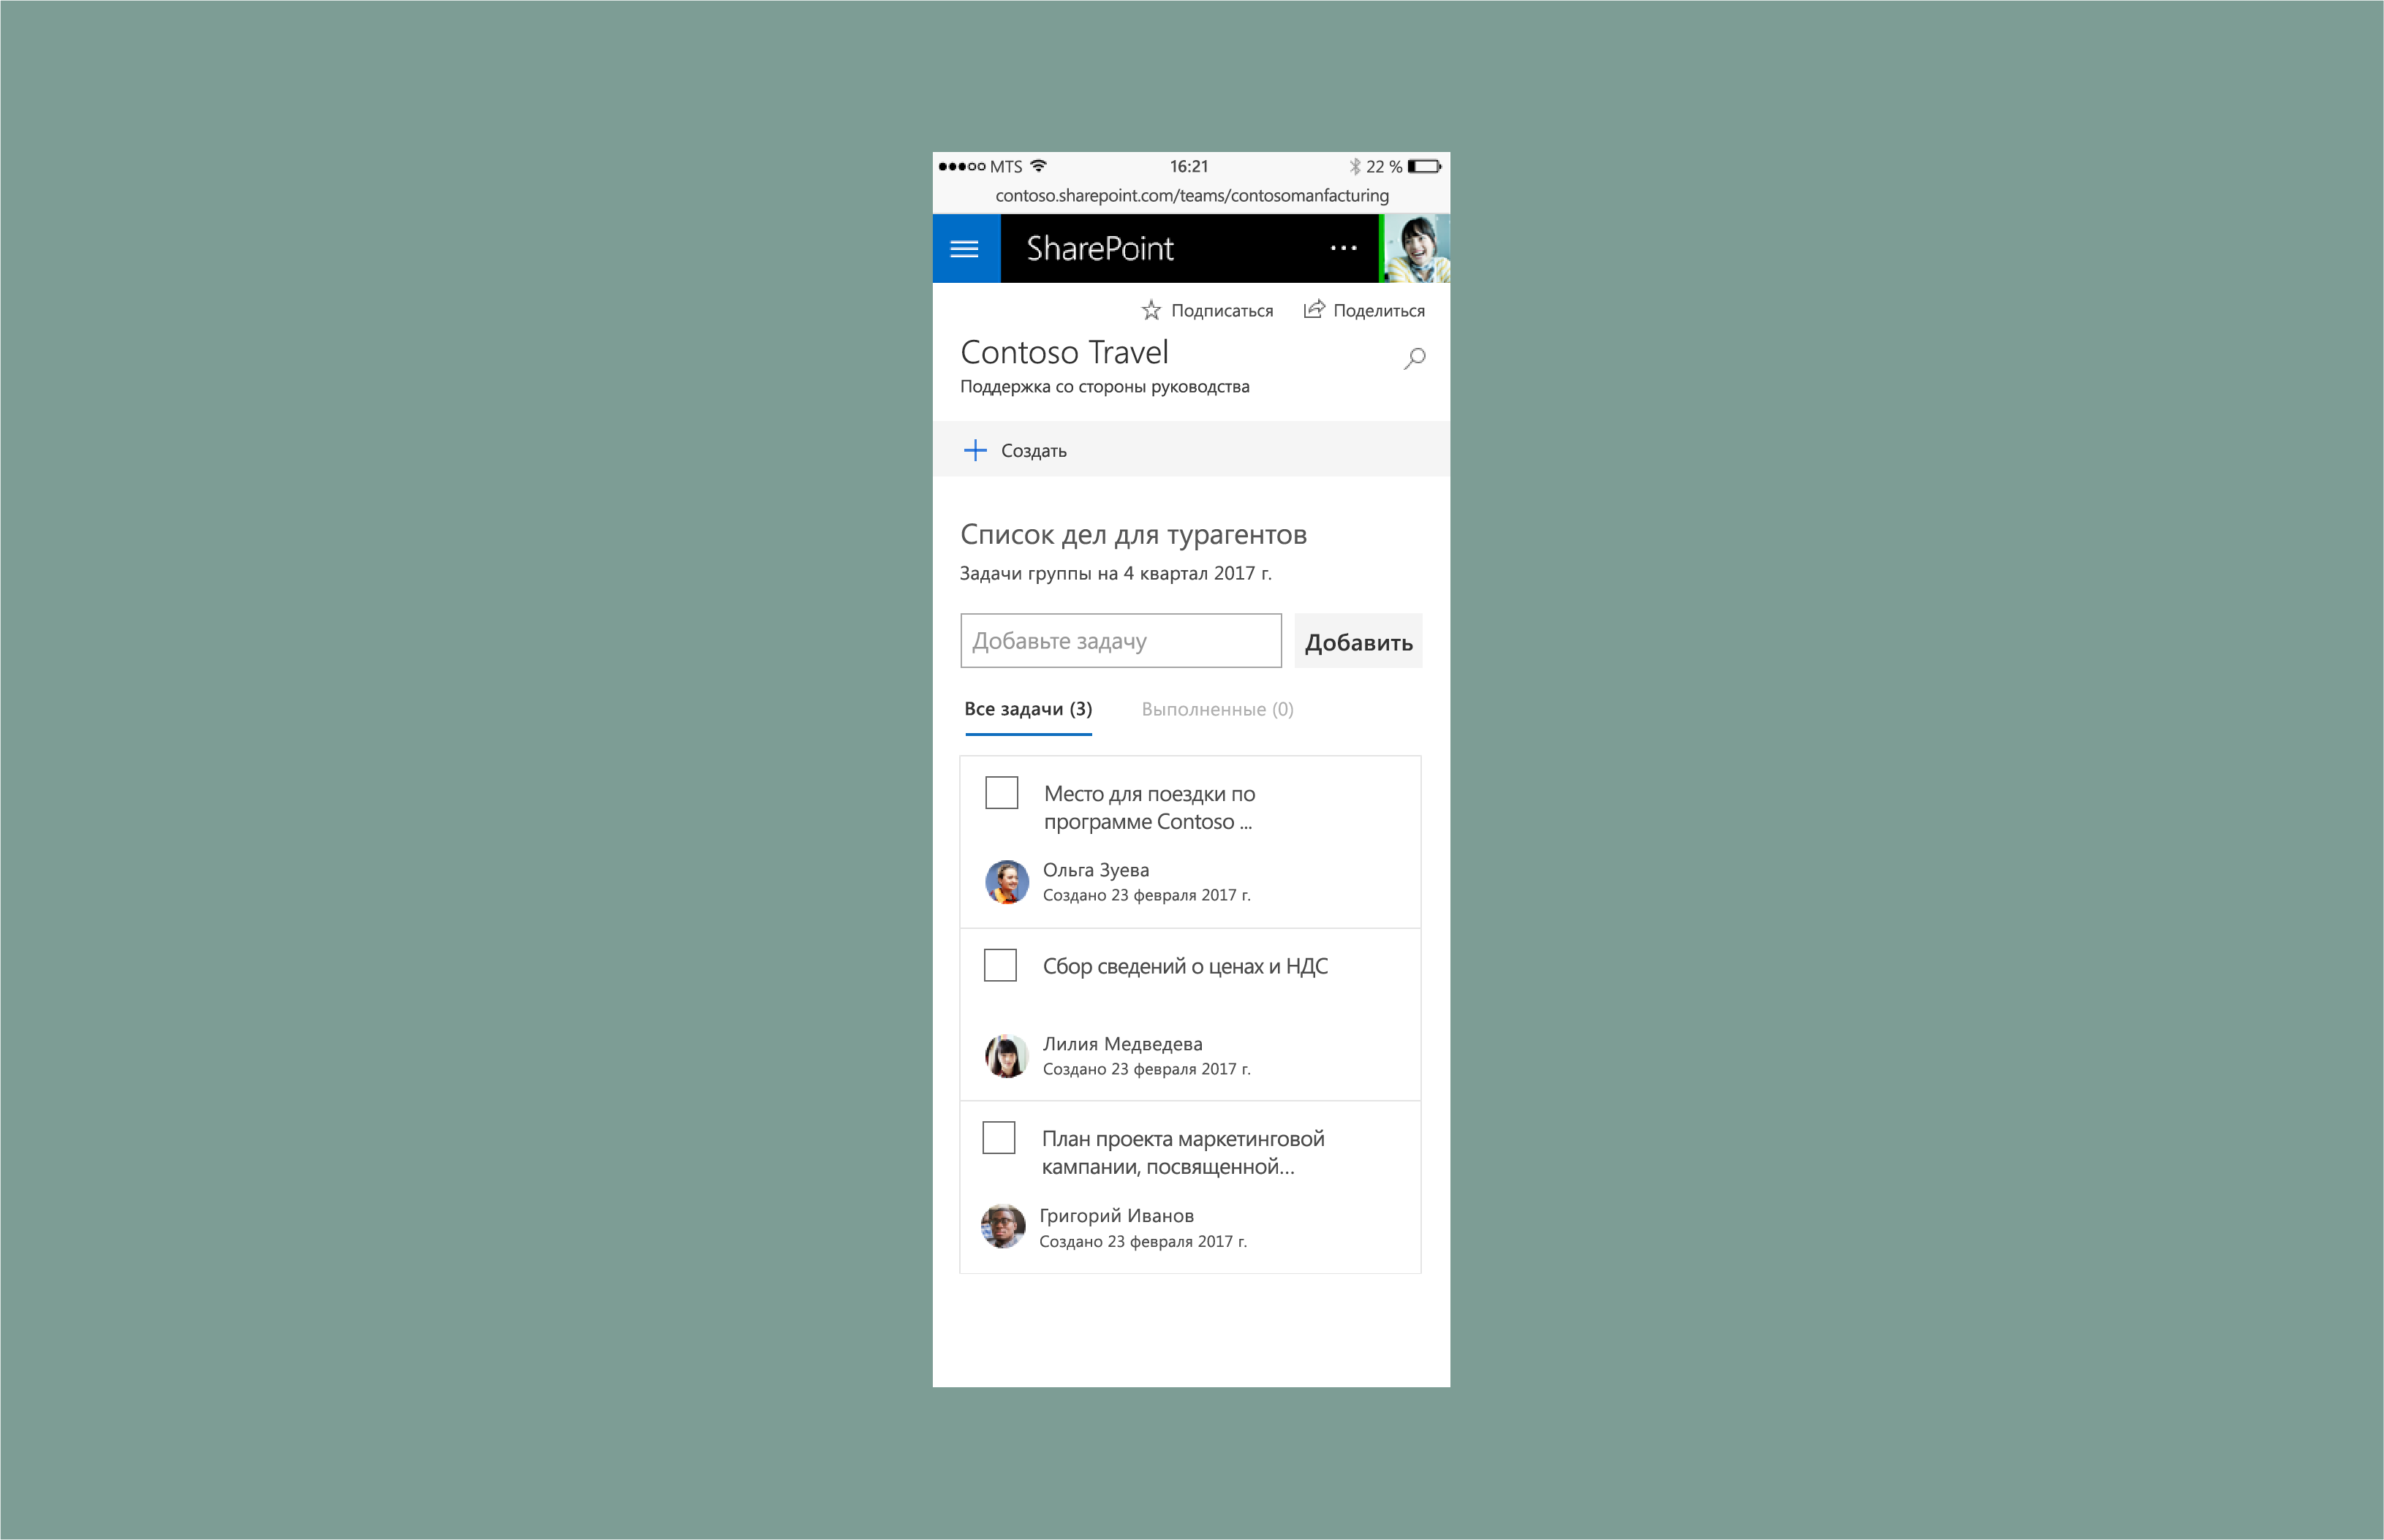 MTS 16:21 22 %
contoso.sharepoint.com/teams/contosomanfacturing
SharePoint
Подписаться Поделиться
Contoso Travel
Поддержка со стороны руководства
Создать
Список дел для турагентов
Задачи группы на 4 квартал 2017 г.
Добавьте задачу Добавить
Все задачи (3) Выполненные (0)
Место для поездки по
программе Contoso ...
Ольга Зуева
Создано 23 февраля 2017 г.
Сбор сведений о ценах и НДС
Лилия Медведева
Создано 23 февраля 2017 г.
План проекта маркетинговой
кампании, посвященной...
Григорий Иванов
Создано 23 февраля 2017 г.